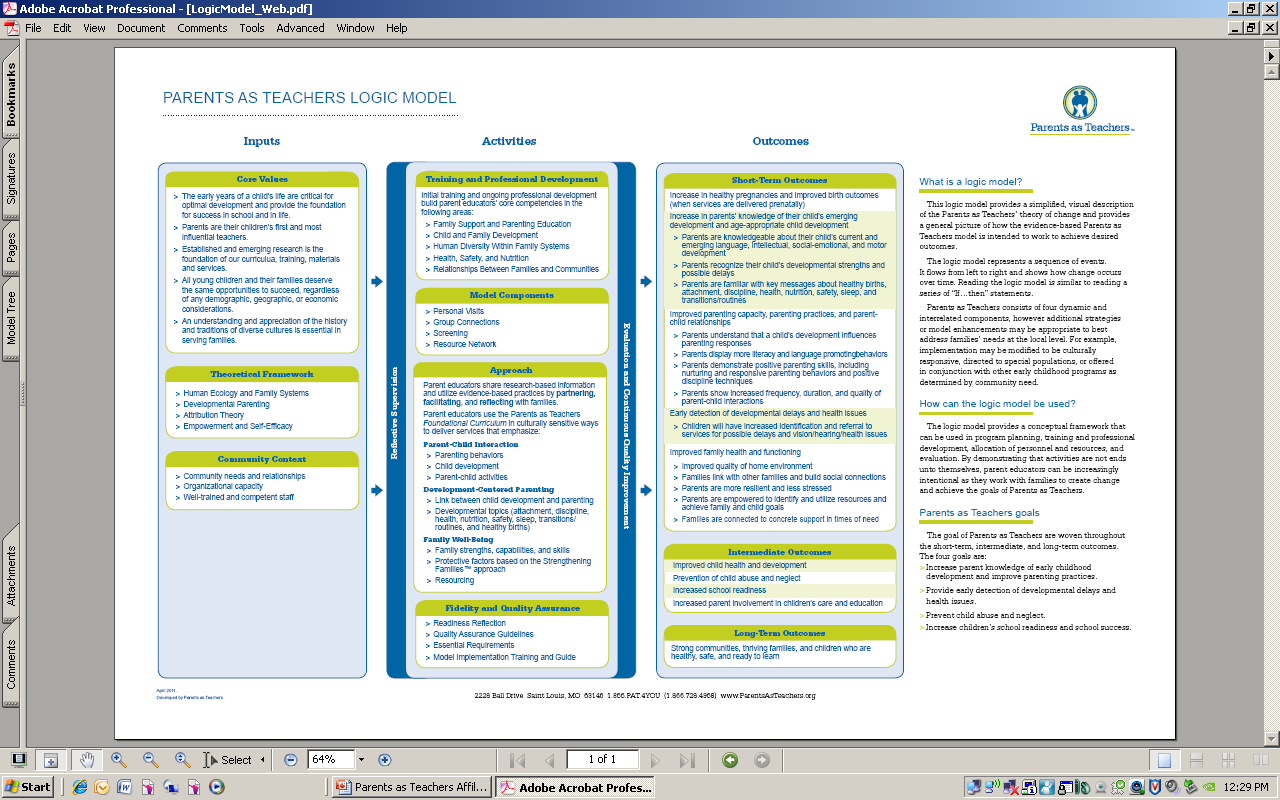 Adobe Acrobat Professional - [LogicModel_Web.pdf]
File Edit View Document Comments Tools Advanced Window Help
Bookmarks
Signatures
Pages
Model Tree
Attachments
Comments
PARENTS AS TEACHERS LOGIC MODEL
Parents as Teachers
Inputs
Core Values
> The early years of a child's life are critical for
optimal development and provide the foundation
for success in school and in life.
> Parents are their children's first and most
influential teachers.
> Established and emerging research is the
foundation of our curriculua, training, materials
and services.
> All young children and their families deserve
the same opportunities to succeed, regardless
of any demographic, geographic, or economic
considerations.
> An understanding and appreciation of the history
and traditions of diverse cultures is essential in
serving families.
Theoretical Framework
> Human Ecology and Family Systems
> Developmental Parenting
> Attribution Theory
> Empowerment and Self-Efficacy
Community Context
> Community needs and relationships
> Organizational capacity
> Well-trained and competent staff
Activities
Reflective Supervision
Training and Professional Development
Initial training and ongoing professional development
build parent educators' core competencies in the
following areas:
> Family Support and Parenting Education
> Child and Family Development
> Human Diversity Within Family Systems
> Health, Safety, and Nutrition
> Relationships Between Families and Communities
Model Components
> Personal Visits
> Group Connections
> Screening
> Resource Network
Approach
Parent educators share research-based information
and utilize evidence-based practices by partnering,
facilitating, and reflecting with families.
Parent educators use the Parents as Teachers
Foundational Curriculum in culturally sensitive ways
to deliver services that emphasize:
Parent-Child Interaction
> Parenting behaviors
> Child development
> Parent-child activities
Development-Centered Parenting
> Link between child development and parenting
> Developmental topics (attachment, discipline,
health, nutrition, safety, sleep, transitions/
routines, and healthy births)
Family Well-Being
> Family strengths, capabilities, and skills
> Protective factors based on the Strengthening
Families™ approach
> Resourcing
Fidelity and Quality Assurance
> Readiness Reflection
> Quality Assurance Guidelines
> Essential Requirements
> Model Implementation Training and Guide
Evaluation and Continuous Quality Improvement
Outcomes
Short-Term Outcomes
Increase in healthy pregnancies and improved birth outcomes
(when services are delivered prenatally)
Increase in parents' knowledge of their child's emerging
development and age-appropriate child development
> Parents are knowledgeable about their child's current and
emerging language, intellectual, social-emotional, and motor
development
> Parents recognize their child's developmental strengths and
possible delays
> Parents are familiar with key messages about healthy births,
attachment, discipline, health, nutrition, safety, sleep, and
transitions/routines
Improved parenting capacity, parenting practices, and parent-
child relationships
> Parents understand that a child's development influences
parenting responses
> Parents display more literacy and language promotingbehaviors
> Parents demonstrate positive parenting skills, including
nurturing and responsive parenting behaviors and positive
discipline techniques
> Parents show increased frequency, duration, and quality of
parent-child interactions
Early detection of developmental delays and health issues
> Children will have increased identification and referral to
services for possible delays and vision/hearing/health issues
Improved family health and functioning
> Improved quality of home environment
> Families link with other families and build social connections
> Parents are more resilient and less stressed
> Parents are empowered to identify and utilize resources and
achieve family and child goals
> Families are connected to concrete support in times of need
Intermediate Outcomes
Improved child health and development
Prevention of child abuse and neglect
Increased school readiness
Increased parent involvement in children's care and education
Long-Term Outcomes
Strong communities, thriving families, and children who are
healthy, safe, and ready to learn
What is a logic model?
This logic model provides a simplified, visual description
of the Parents as Teachers' theory of change and provides
a general picture of how the evidence-based Parents as
Teachers model is intended to work to achieve desired
outcomes.
The logic model represents a sequence of events.
It flows from left to right and shows how change occurs
over time. Reading the logic model is similar to reading a
series of "If...then" statements.
Parents as Teachers consists of four dynamic and
interrelated components, however additional strategies
or model enhancements may be appropriate to best
address families' needs at the local level. For example,
implementation may be modified to be culturally
responsive, directed to special populations, or offered
in conjunction with other early childhood programs as
determined by community need.
How can the logic model be used?
The logic model provides a conceptual framework that
can be used in program planning, training and professional
development, allocation of personnel and resources, and
evaluation. By demonstrating that activities are not ends
unto themselves, parent educators can be increasingly
intentional as they work with families to create change
and achieve the goals of Parents as Teachers.
Parents as Teachers goals
The goal of Parents as Teachers are woven throughout
the short-term, intermediate, and long-term outcomes.
The four goals are:
> Increase parent knowledge of early childhood
development and improve parenting practices.
> Provide early detection of developmental delays and
health issues.
> Prevent child abuse and neglect.
> Increase children's school readiness and school success.
April 2011.
Developed by Parents as Teachers.
2228 Ball Drive Saint Louis, MO 63146 1.866.PAT.4YOU (1.866.728.4968) www.ParentsAsTeachers.org
Select 64% 1 of 1
Start Parents as Teachers Affil... Adobe Acrobat Profes... 12:29 PM